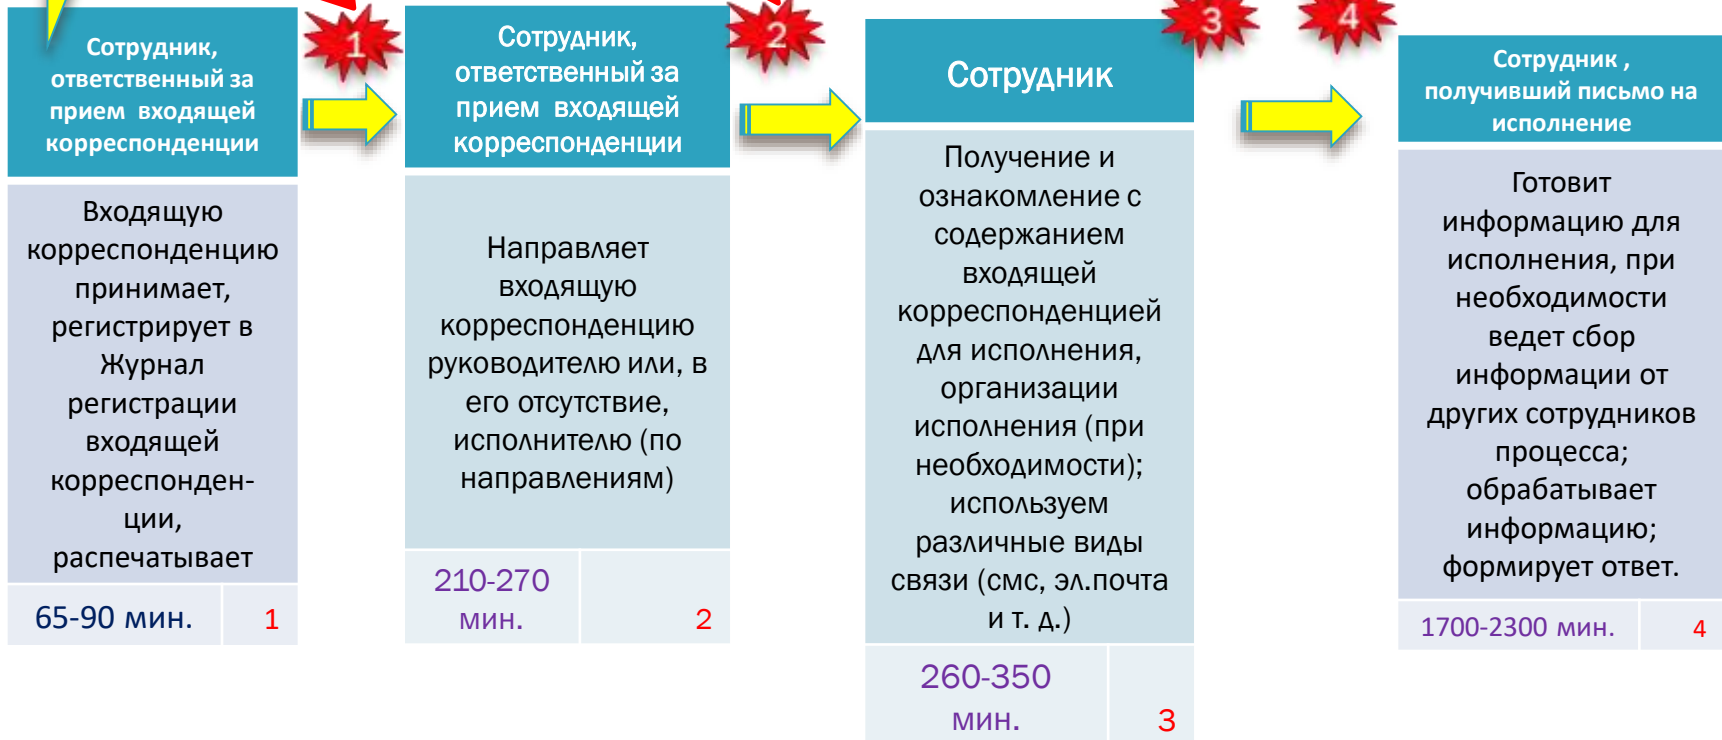 Сотрудник,
ответственный за
прием входящей
корреспонденции
Входящую
корреспонденцию
принимает,
регистрирует в
Журнал
регистрации
входящей
корреспонден-
ции,
распечатывает
65-90 мин.
1
1
Сотрудник,
ответственный за
прием входящей
корреспонденции
Направляет
входящую
корреспонденцию
руководителю или, в
его отсутствие,
исполнителю (по
направлениям)
210-270
мин.
2
2
Сотрудник
Получение и
ознакомление с
содержанием
входящей
корреспонденцией
для исполнения,
организации
исполнения (при
необходимости);
используем
различные виды
связи (смс, эл.почта
и т. д.)
260-350
мин.
3
3
4
Сотрудник ,
получивший письмо на
исполнение
Готовит
информацию для
исполнения, при
необходимости
ведет сбор
информации от
других сотрудников
процесса;
обрабатывает
информацию;
формирует ответ.
1700-2300 мин.
4